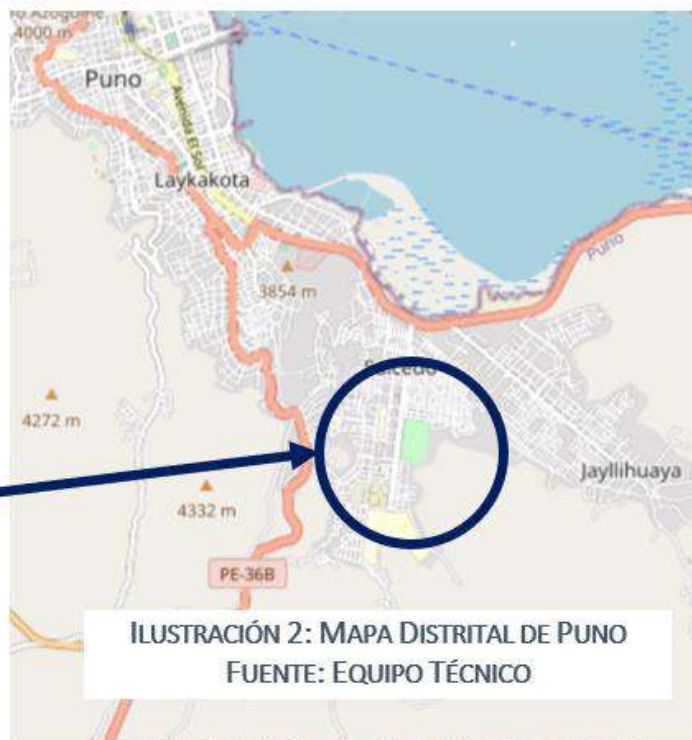 4000 m
Puno
Avenida El Sol
Laykakota
3854 m
Puno
Salcedo
4272 m
Jayllihuaya
4332 m
PE-36B
ILUSTRACIÓN 2: MAPA DISTRITAL DE PUNO
FUENTE: EQUIPO TÉCNICO